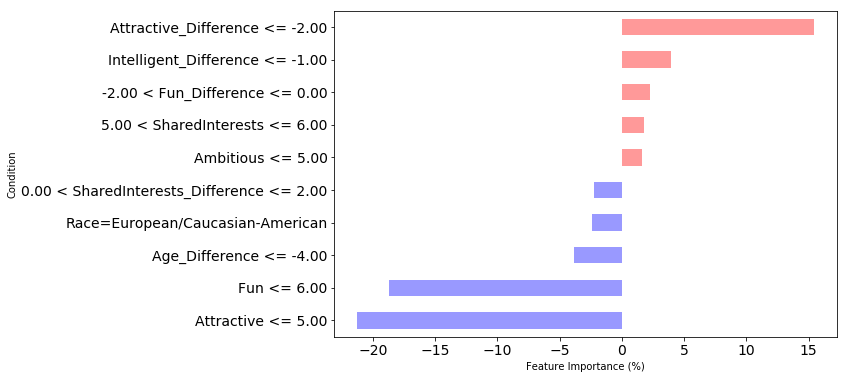 Attractive_Difference <= -2.00
Intelligent_Difference <= -1.00
-2.00 < Fun_Difference <= 0.00
5.00 < SharedInterests <= 6.00
Ambitious <= 5.00
0.00 < SharedInterests_Difference <= 2.00
Race=European/Caucasian-American
Age_Difference <= -4.00
Fun <= 6.00
Attractive <= 5.00
Condition
−20 −15 −10 −5 0 5 10 15
Feature Importance (%)